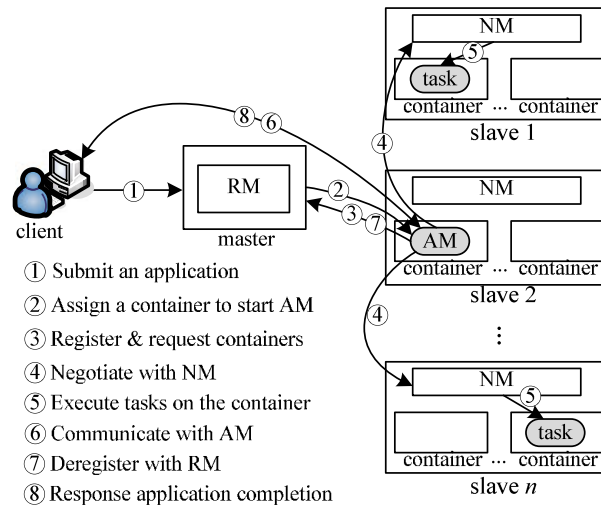 NM
⑤
task
container ... container
slave 1
④
⑧ ⑥
①
RM
②
③ ⑦
client
master
NM
AM
container ... container
slave 2
④
⋮
NM
⑤
task
container ... container
slave n
① Submit an application
② Assign a container to start AM
③ Register & request containers
④ Negotiate with NM
⑤ Execute tasks on the container
⑥ Communicate with AM
⑦ Deregister with RM
⑧ Response application completion